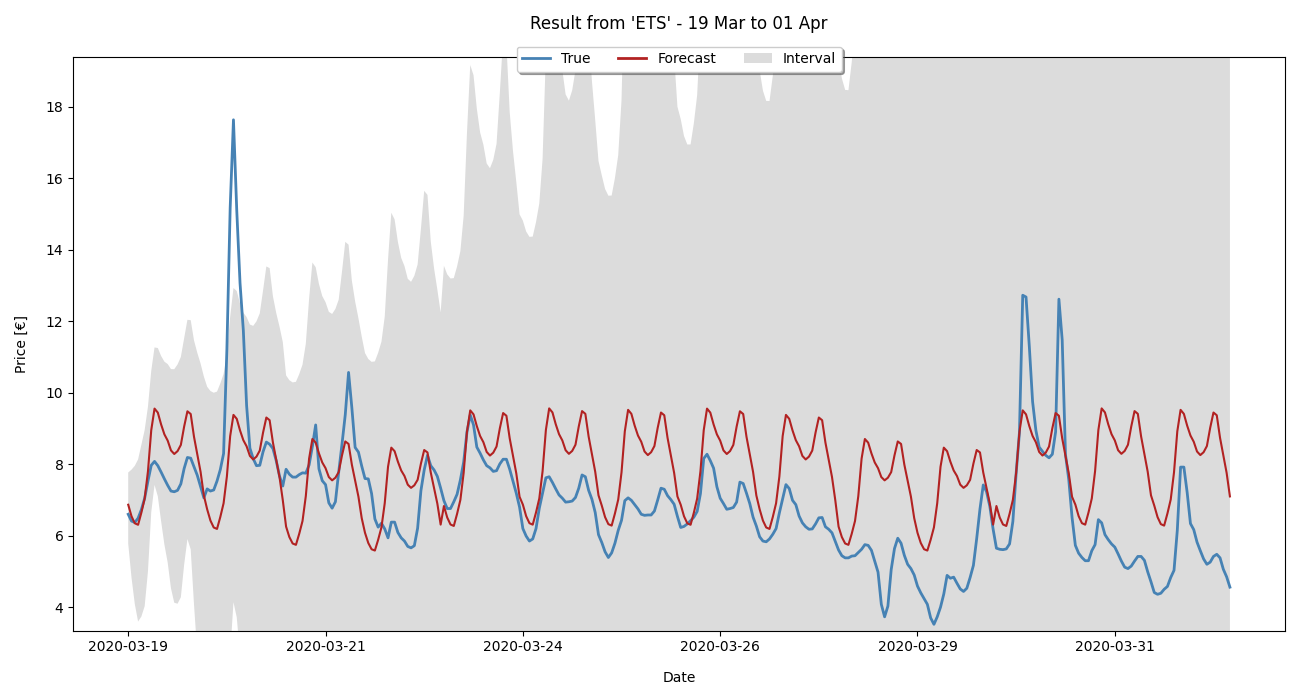 Result from 'ETS' - 19 Mar to 01 Apr
True Forecast Interval
18
16
14
12
10
8
6
4
Price [€]
2020-03-19 2020-03-21 2020-03-24 2020-03-26 2020-03-29 2020-03-31
Date